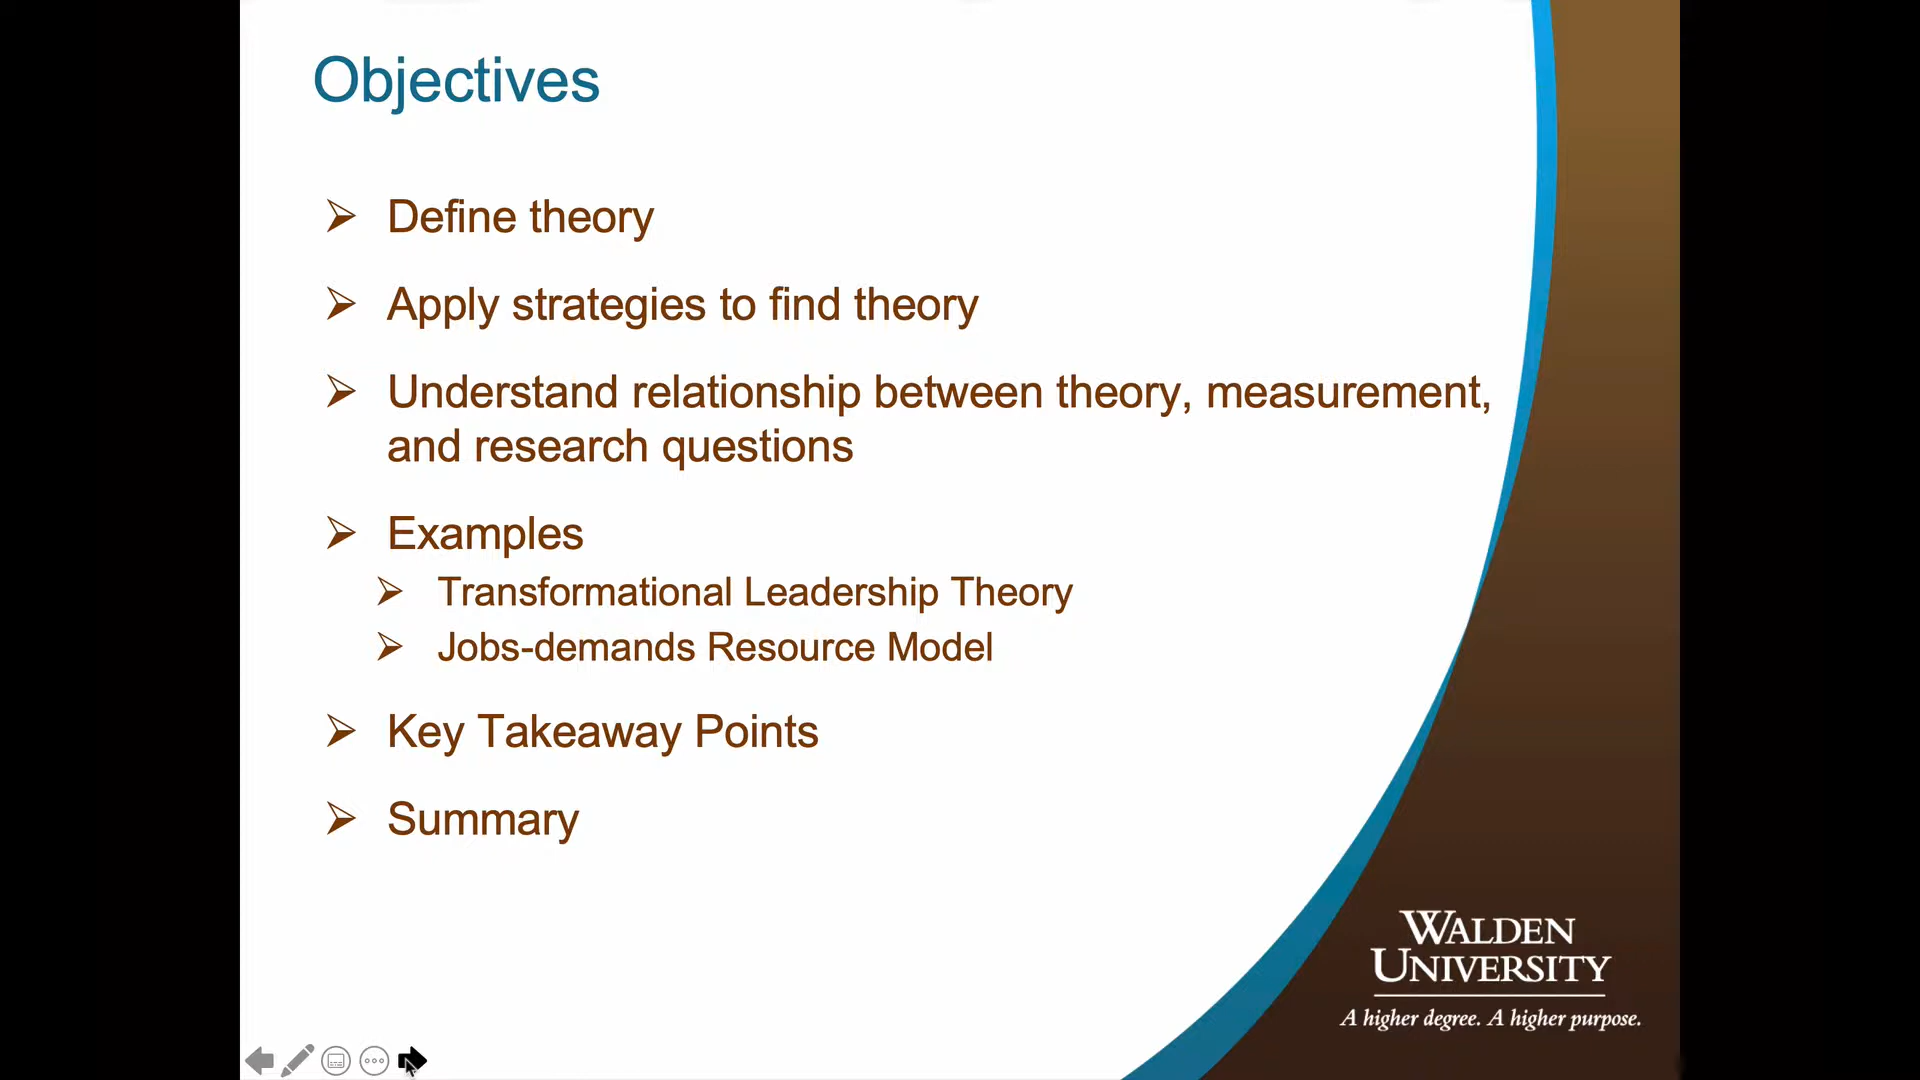 Objectives
Define theory
Apply strategies to find theory
Understand relationship between theory, measurement,
and research questions
Examples
Transformational Leadership Theory
Jobs-demands Resource Model
Key Takeaway Points
Summary
WALDEN
UNIVERSITY
A higher degree. A higher purpose.